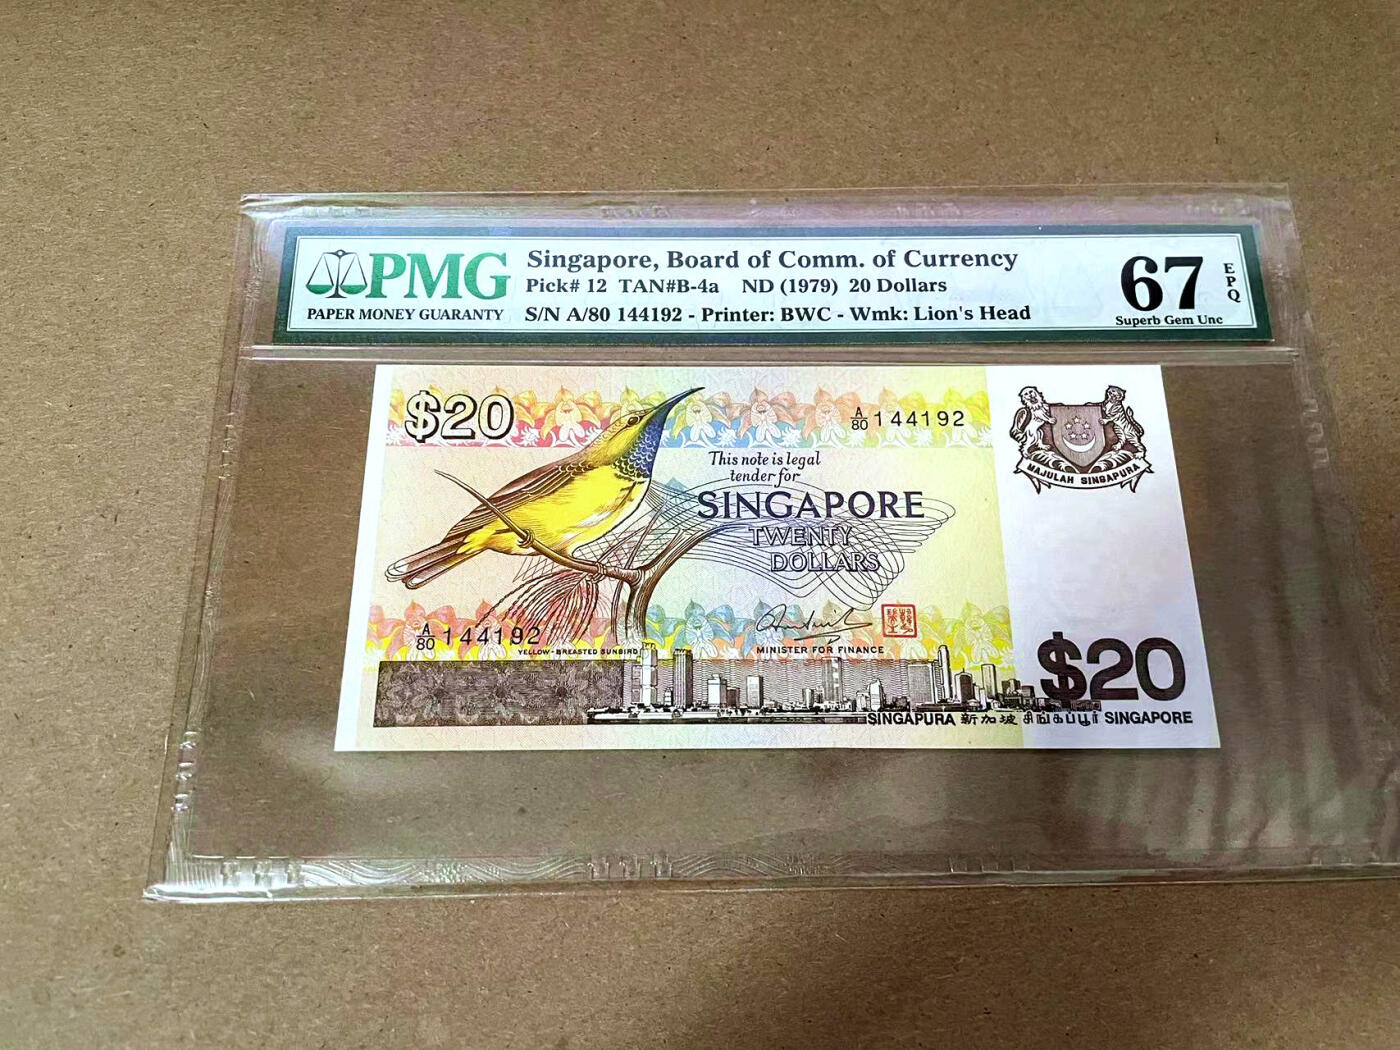 PMG
PAPER MONEY GUARANTY
Singapore, Board of Comm. of Currency
Pick# 12 TAN#B-4a ND (1979) 20 Dollars
S/N A/80 144192 - Printer: BWC - Wmk: Lion's Head
67
EPQ
Superb Gem Unc
$20
A/80 144192
MAJULAH SINGAPURA
This note is legal
tender for
SINGAPORE
TWENTY
DOLLARS
A/80 144192
YELLOW-BREASTED SUNBIRD
MINISTER FOR FINANCE
$20
SINGAPURA 新加坡 சிங்கப்பூர் SINGAPORE